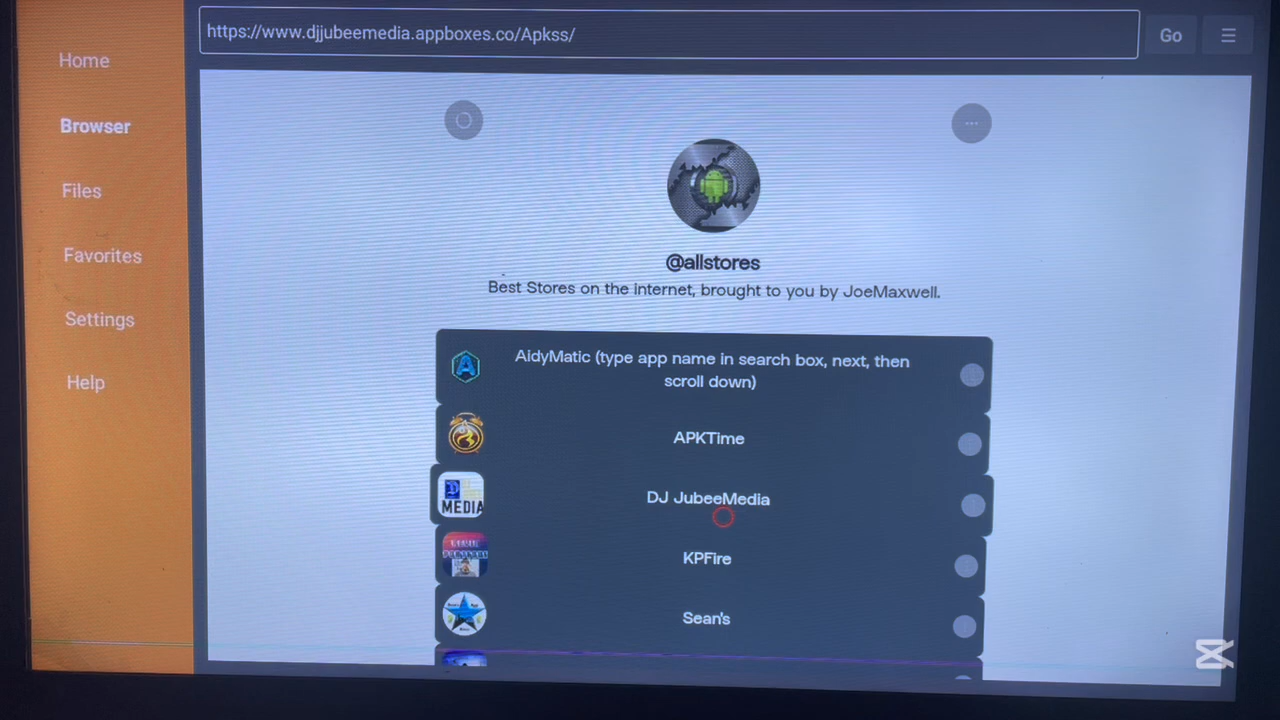 https://www.djjubeemedia.appboxes.co/Apkss/
Go
Home
Browser
Files
Favorites
Settings
Help
@allstores
Best Stores on the internet, brought to you by JoeMaxwell.
AidyMatic (type app name in search box, next, then
scroll down)
APKTime
MEDIA
DJ JubeeMedia
KPFire
Sean's